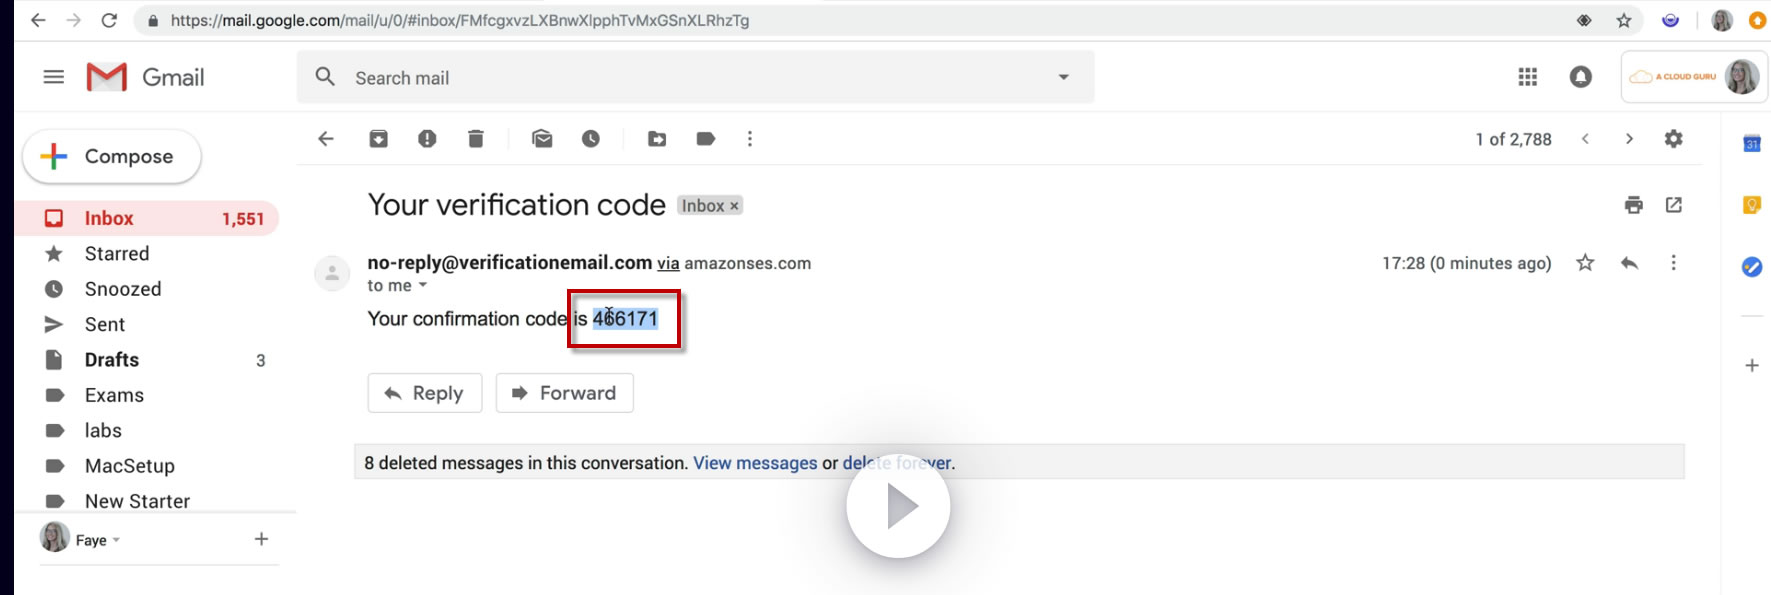 https://mail.google.com/mail/u/0/#inbox/FMfcgxvzLXBnwXlpphTvMxGSnXLRhzTg
Gmail
Search mail
A CLOUD GURU
Compose
1 of 2,788
31
Your verification code Inbox ×
Inbox 1,551
Starred
no-reply@verificationemail.com via amazonses.com
17:28 (0 minutes ago)
to me
Snoozed
Your confirmation code is 466171
Sent
Drafts 3
Exams
Reply Forward
labs
MacSetup
8 deleted messages in this conversation. View messages or delete forever.
New Starter
Faye